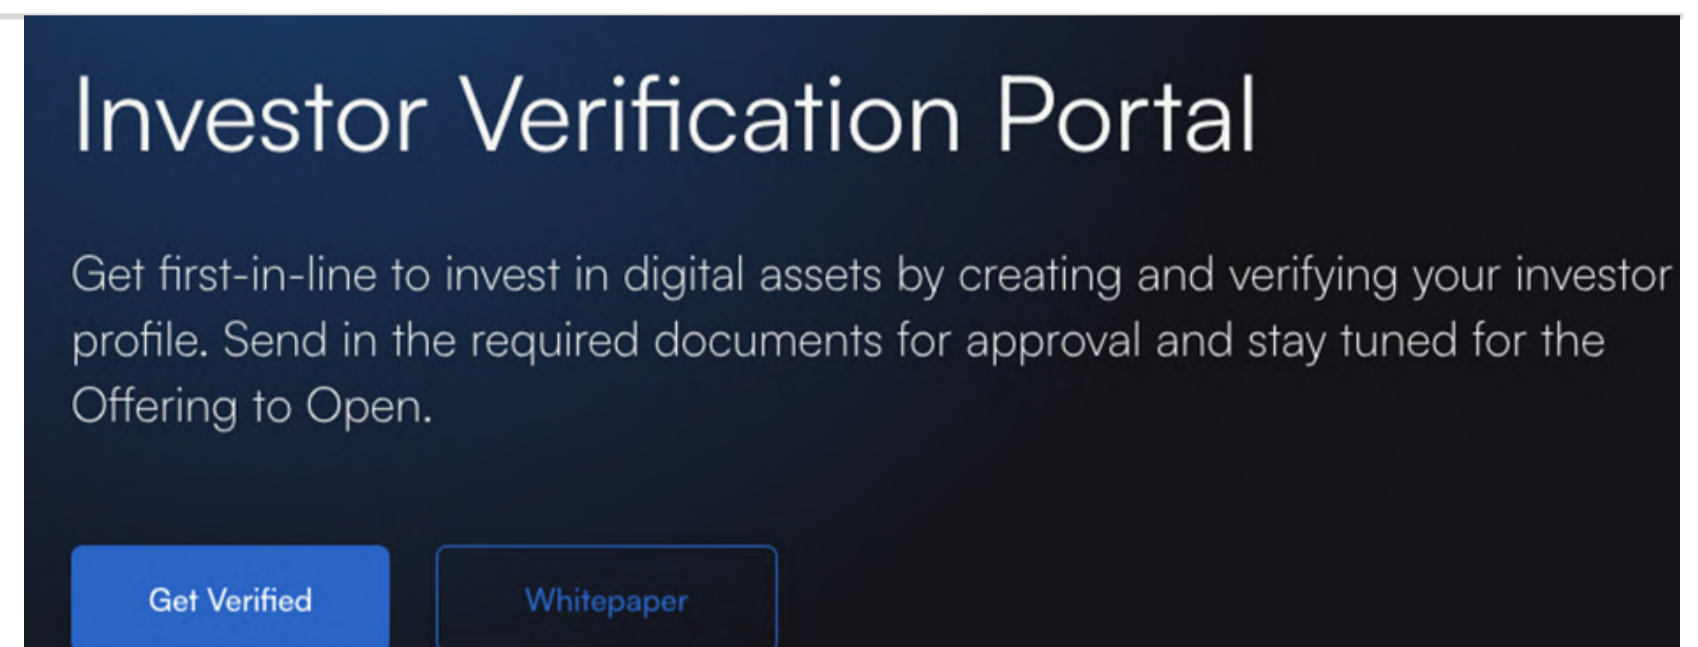 Investor Verification Portal
Get first-in-line to invest in digital assets by creating and verifying your investor
profile. Send in the required documents for approval and stay tuned for the
Offering to Open.
Get Verified
Whitepaper